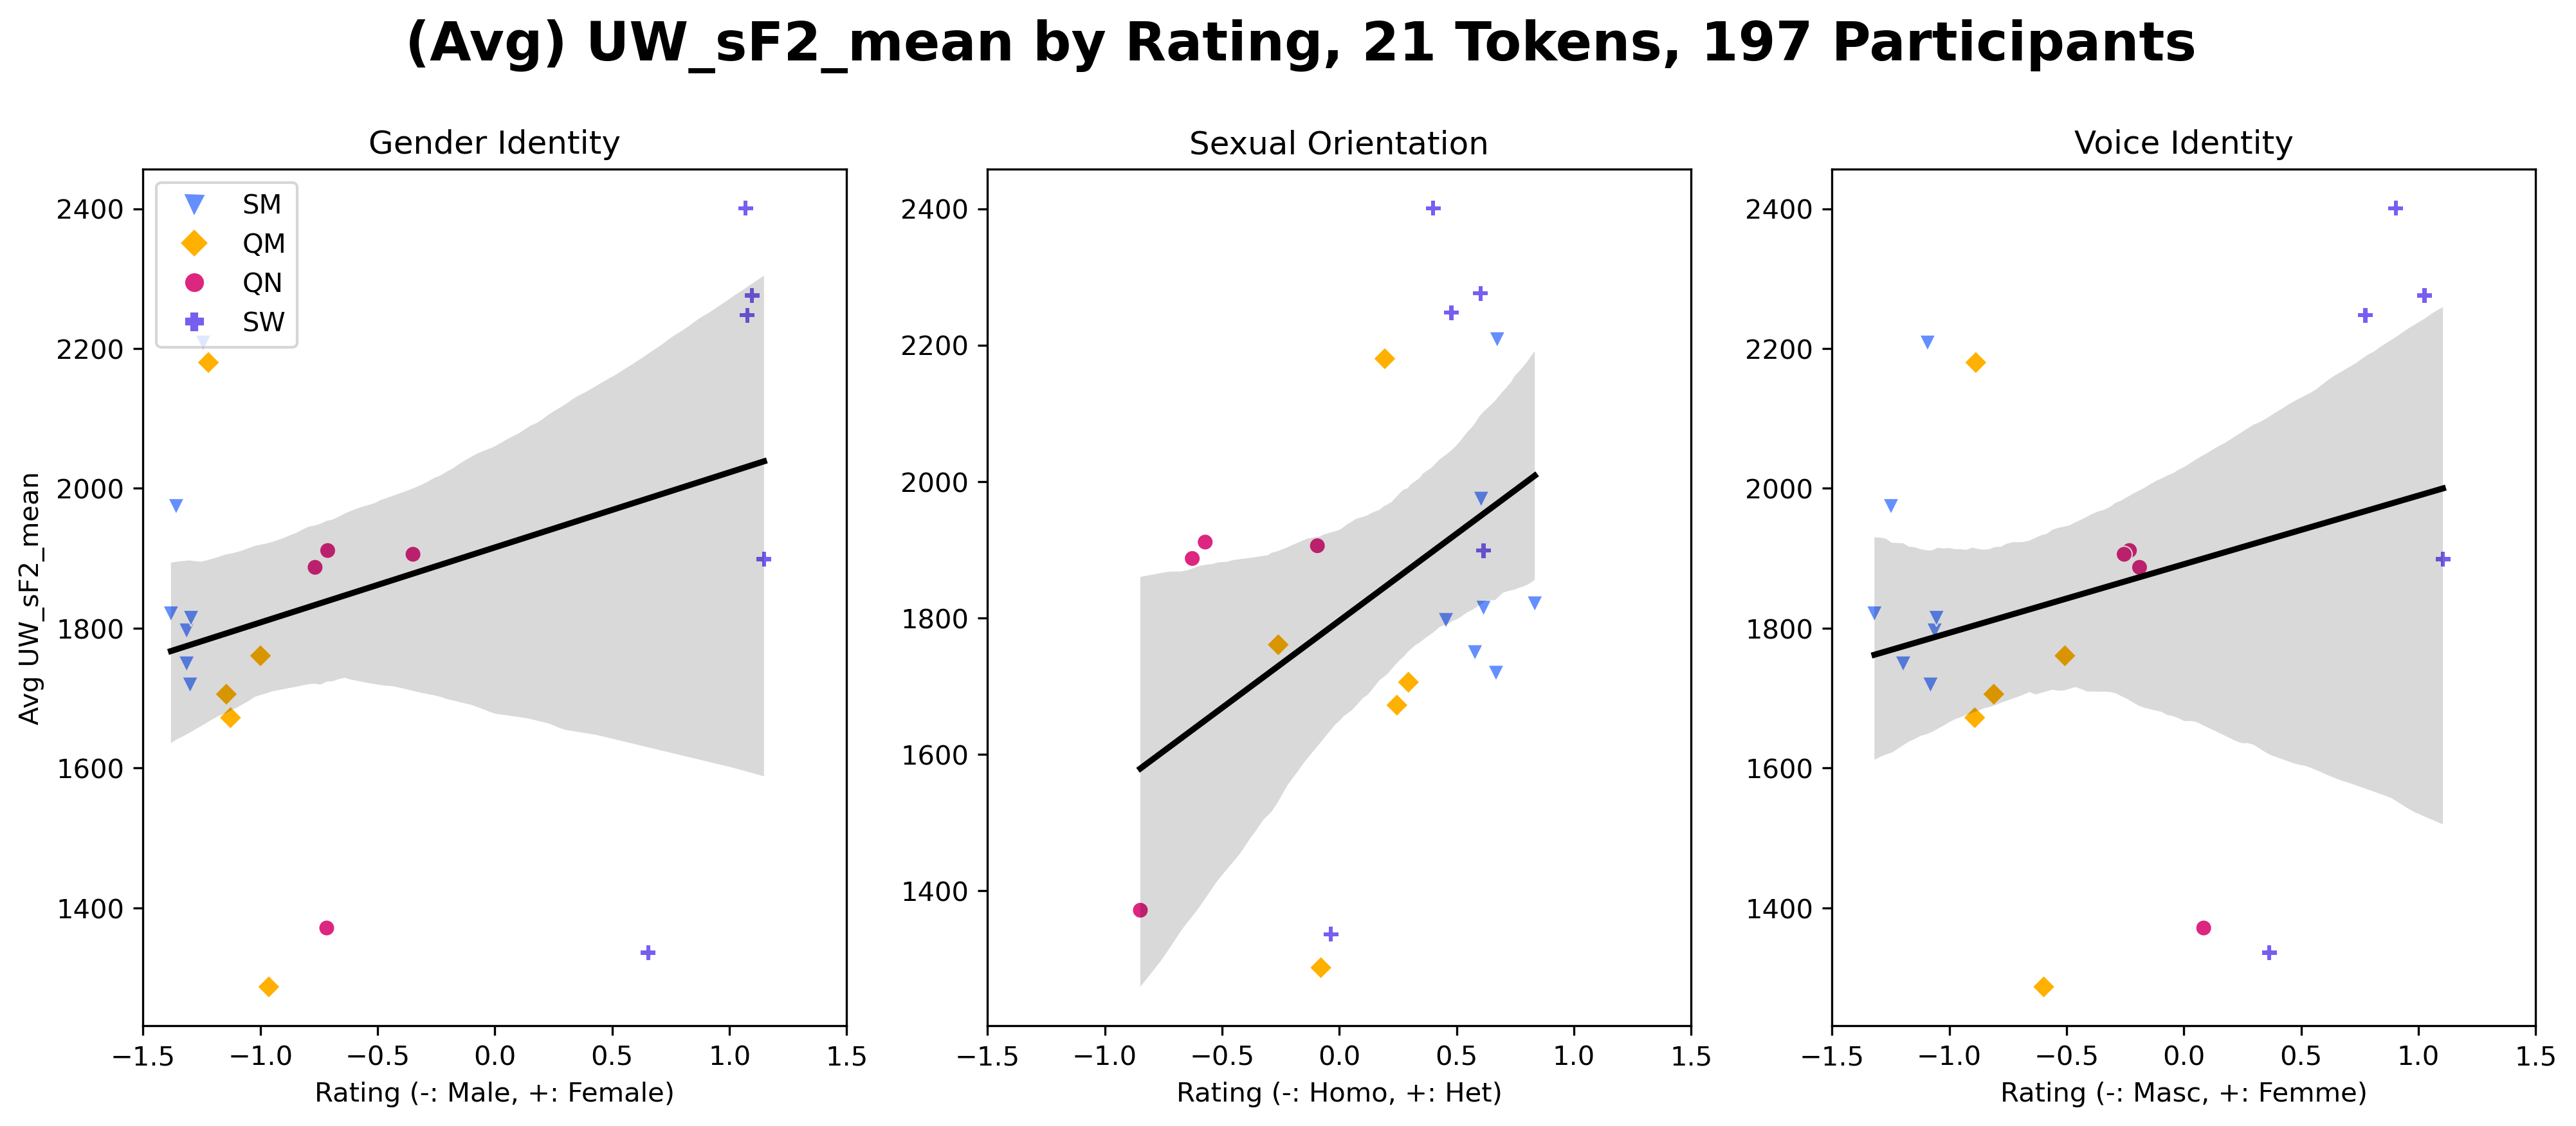 (Avg) UW_sF2_mean by Rating, 21 Tokens, 197 Participants
Gender Identity
SM
QM
QN
SW
Avg UW_sF2_mean
2400
2200
2000
1800
1600
1400
−1.5 −1.0 −0.5 0.0 0.5 1.0 1.5
Rating (-: Male, +: Female)
Sexual Orientation
2400
2200
2000
1800
1600
1400
−1.5 −1.0 −0.5 0.0 0.5 1.0 1.5
Rating (-: Homo, +: Het)
Voice Identity
2400
2200
2000
1800
1600
1400
−1.5 −1.0 −0.5 0.0 0.5 1.0 1.5
Rating (-: Masc, +: Femme)